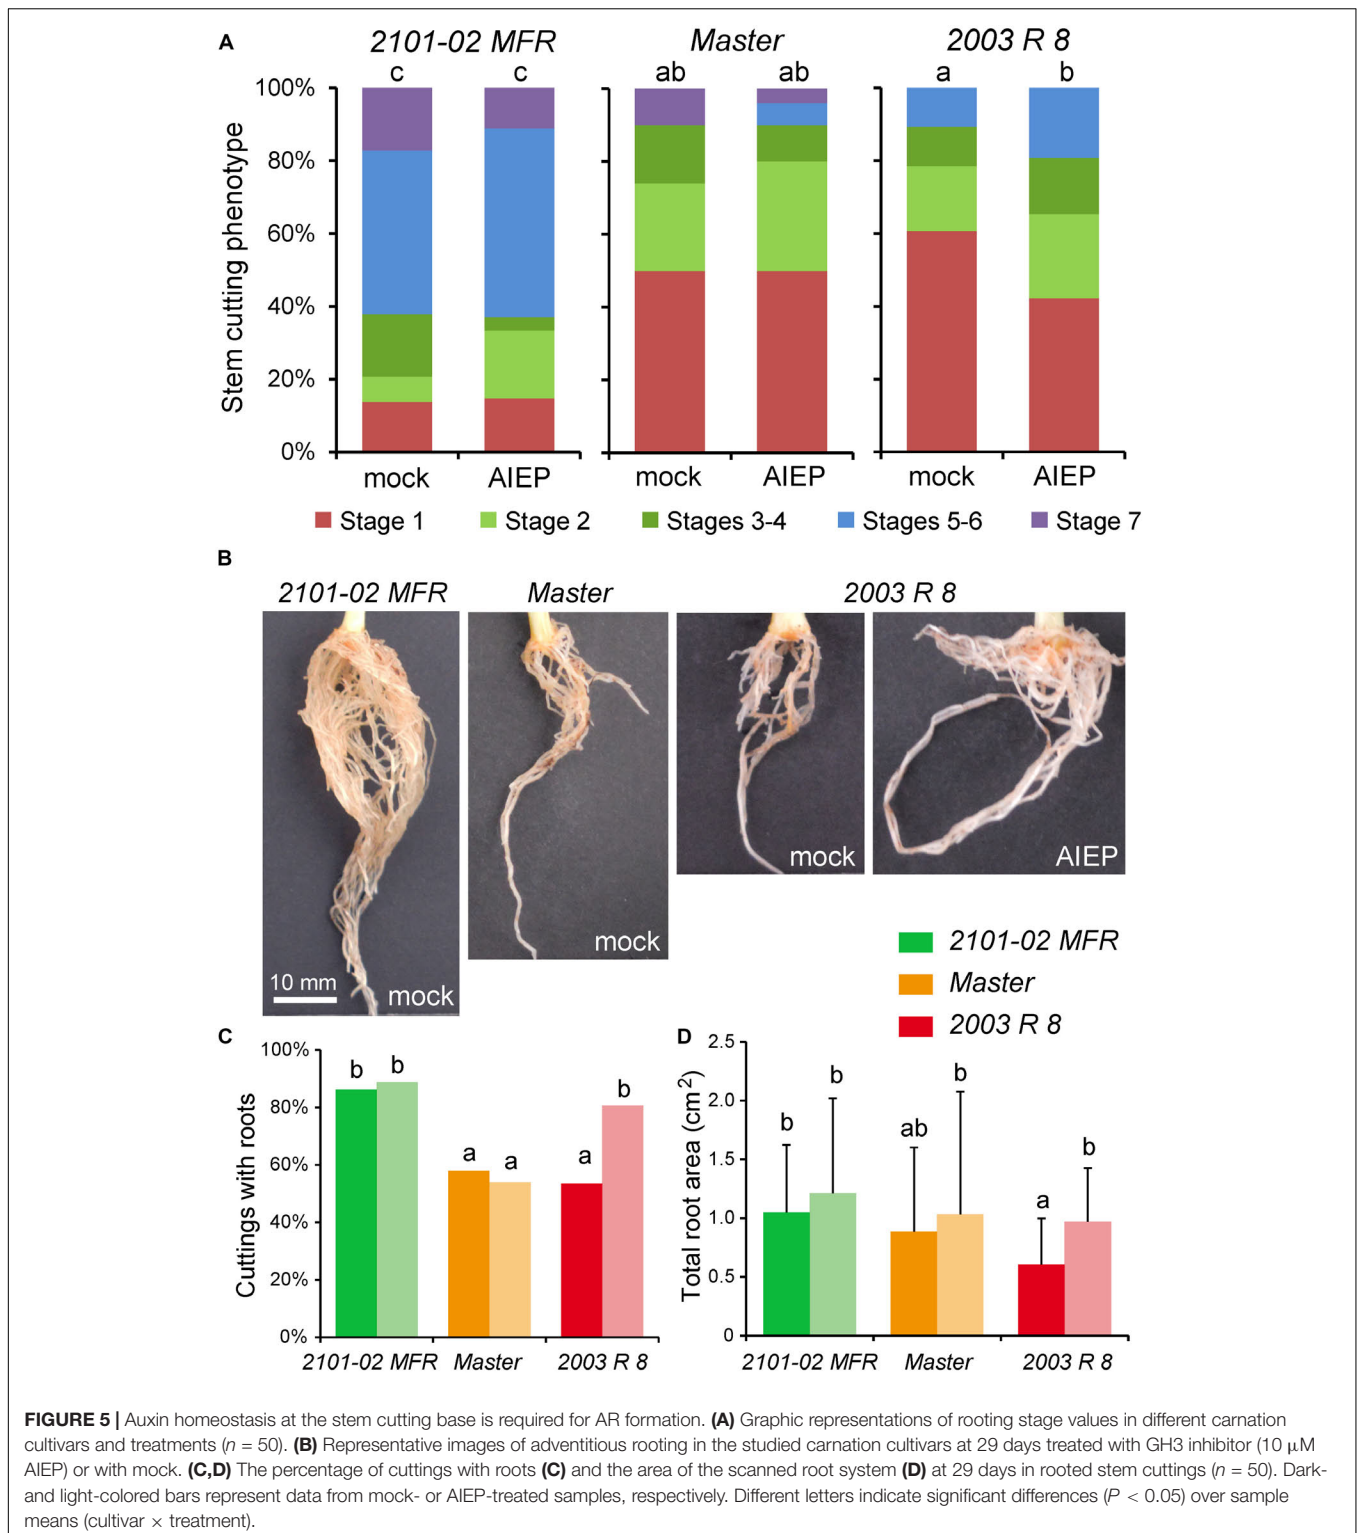 A
2101-02 MFR
Master
2003 R 8
c
c
ab
ab
a
b
100%
80%
60%
40%
20%
0%
Stem cutting phenotype
mock
AIEP
mock
AIEP
mock
AIEP
Stage 1
Stage 2
Stages 3-4
Stages 5-6
Stage 7
B
2101-02 MFR
Master
2003 R 8
10 mm
mock
mock
mock
AIEP
2101-02 MFR
Master
2003 R 8
C
100%
80%
60%
40%
20%
0%
Cuttings with roots
b
b
a
a
a
b
2101-02 MFR
Master
2003 R 8
D
2.5
2.0
1.5
1.0
0.5
0
Total root area (cm²)
b
b
ab
b
a
b
2101-02 MFR
Master
2003 R 8
FIGURE 5 | Auxin homeostasis at the stem cutting base is required for AR formation. (A) Graphic representations of rooting stage values in different carnation
cultivars and treatments (n = 50). (B) Representative images of adventitious rooting in the studied carnation cultivars at 29 days treated with GH3 inhibitor (10 μM
AIEP) or with mock. (C,D) The percentage of cuttings with roots (C) and the area of the scanned root system (D) at 29 days in rooted stem cuttings (n = 50). Dark-
and light-colored bars represent data from mock- or AIEP-treated samples, respectively. Different letters indicate significant differences (P < 0.05) over sample
means (cultivar × treatment).